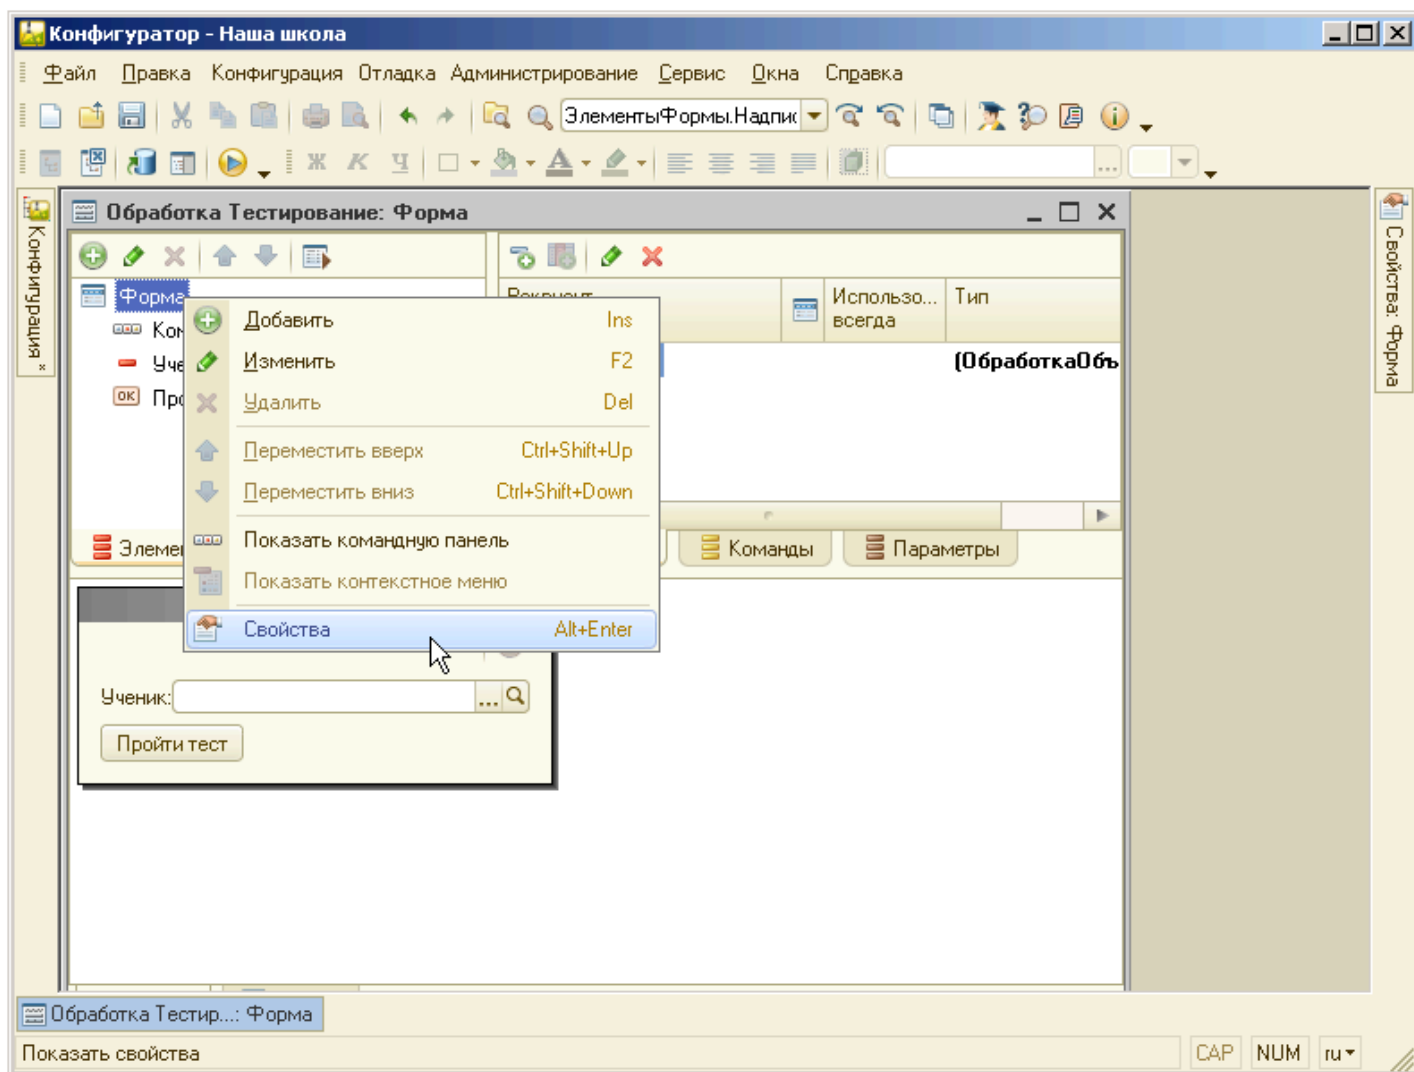 Конфигуратор - Наша школа
Файл Правка Конфигурация Отладка Администрирование Сервис Окна Справка
ЭлементыФормы.Надпис
Ж К Ч
Конфигурация *
Обработка Тестирование: Форма
Свойства: Форма
Форма
Использо... Тип
всегда
Добавить Ins
Изменить F2
(ОбработкаОбъ
OK
Удалить Del
Переместить вверх Ctrl+Shift+Up
Переместить вниз Ctrl+Shift+Down
Показать командную панель
Команды Параметры
Показать контекстное меню
Свойства Alt+Enter
Ученик: ...
Пройти тест
Обработка Тестир...: Форма
Показать свойства CAP NUM ru